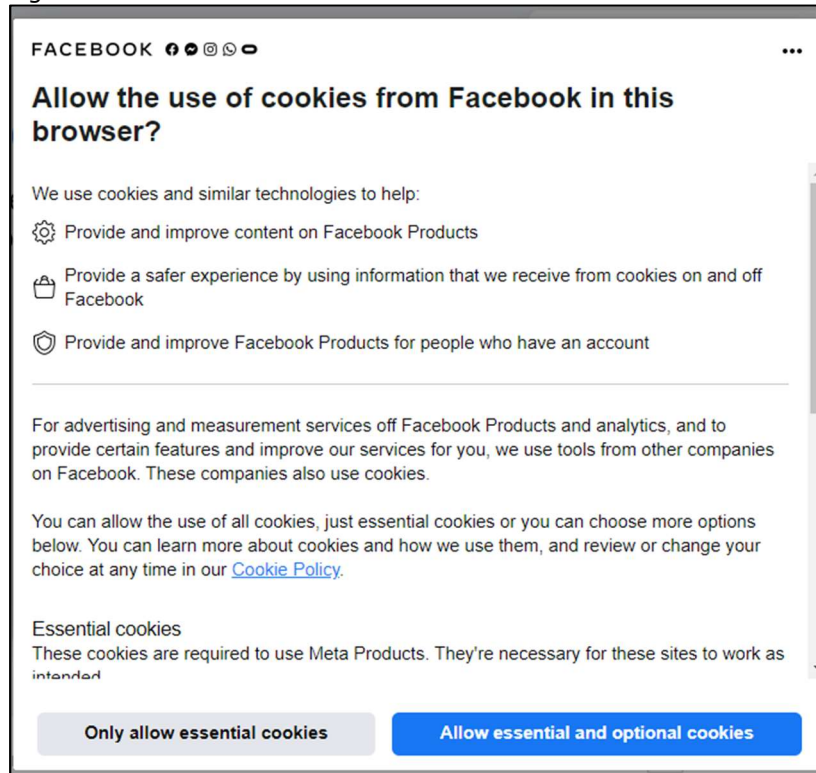 FACEBOOK
Allow the use of cookies from Facebook in this
browser?
We use cookies and similar technologies to help:
Provide and improve content on Facebook Products
Provide a safer experience by using information that we receive from cookies on and off
Facebook
Provide and improve Facebook Products for people who have an account
For advertising and measurement services off Facebook Products and analytics, and to
provide certain features and improve our services for you, we use tools from other companies
on Facebook. These companies also use cookies.
You can allow the use of all cookies, just essential cookies or you can choose more options
below. You can learn more about cookies and how we use them, and review or change your
choice at any time in our Cookie Policy.
Essential cookies
These cookies are required to use Meta Products. They're necessary for these sites to work as
intended
Only allow essential cookies
Allow essential and optional cookies